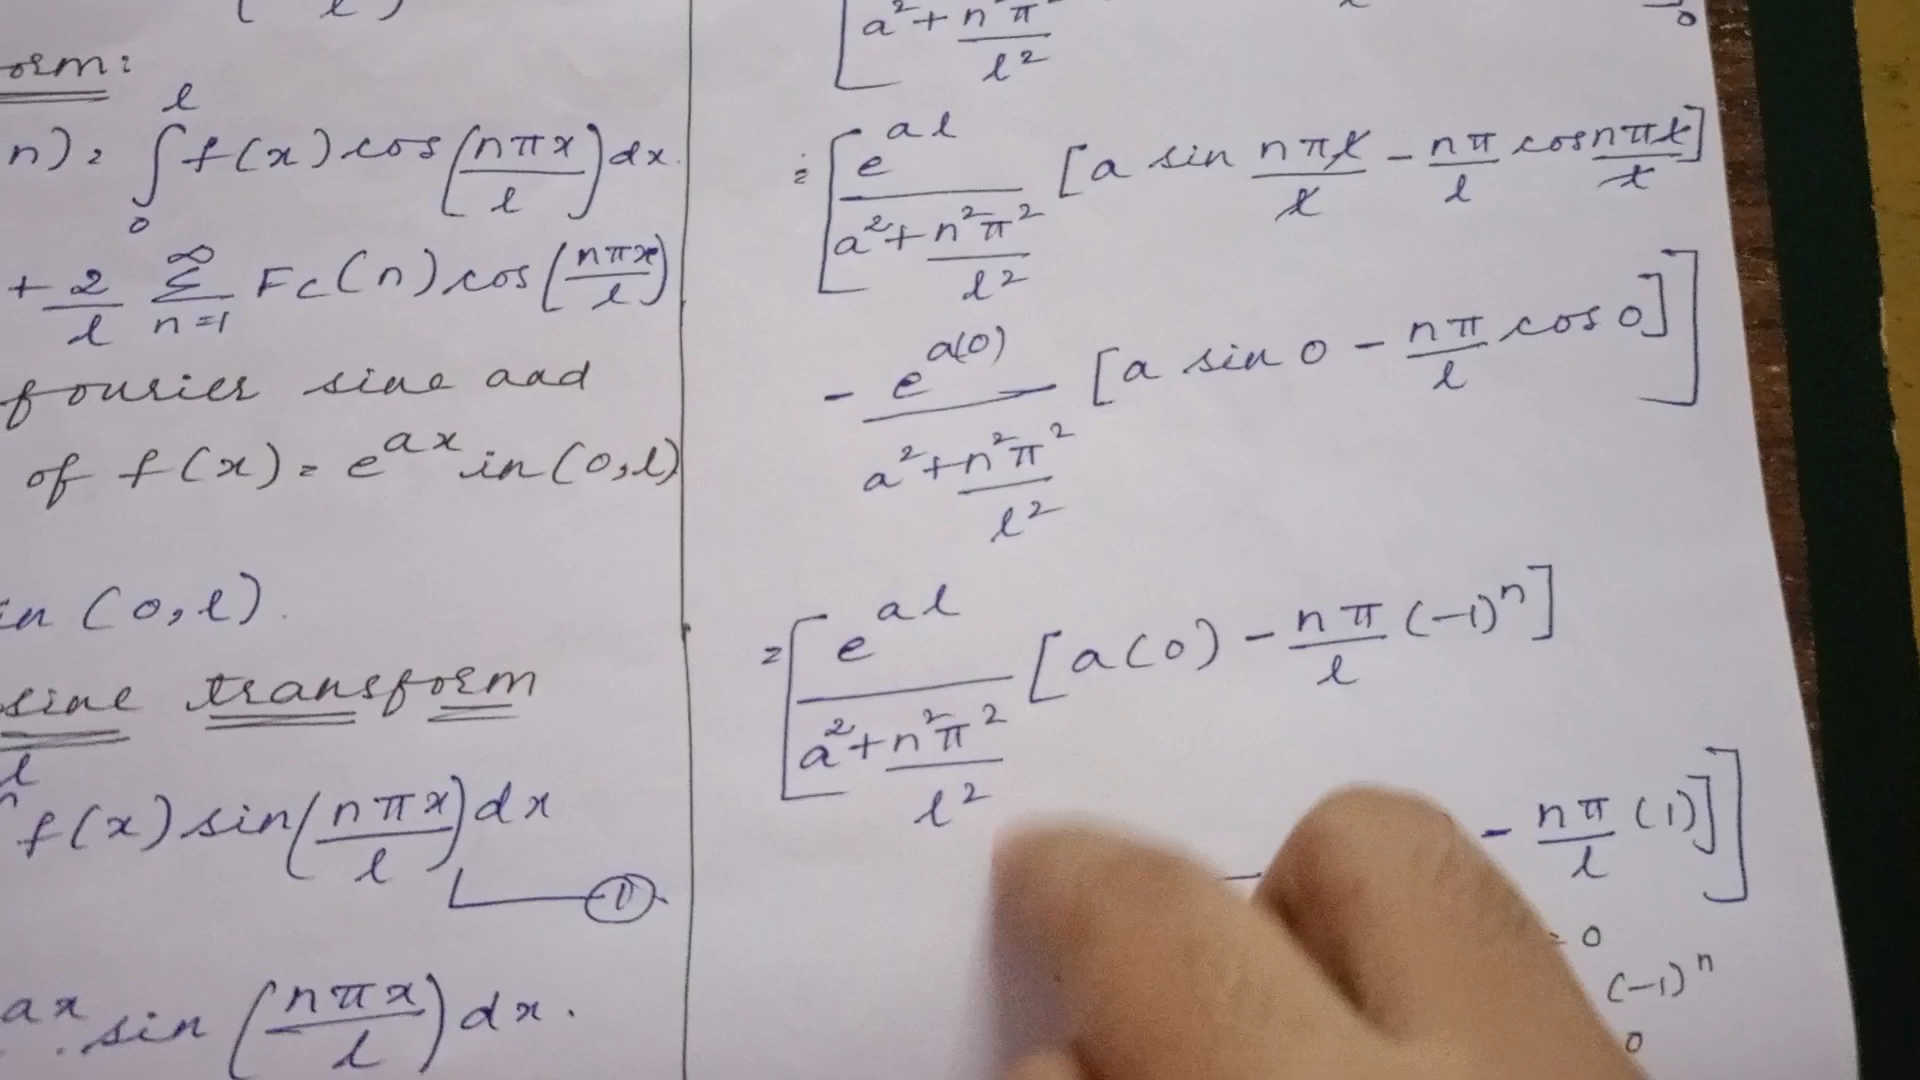 orm:
n) = ∫₀ˡ f(x) cos(nπx/l) dx.
+ 2/l Σ_{n=1}^{∞} Fc(n) cos(nπx/l)
fourier sine and
of f(x) = e^{ax} in (0,l)
in (0,l).
sine transform
l
f(x) sin(nπx/l) dx
①
ax sin(nπx/l) dx.
[ a² + n²π²/l²
0
= [ e^{al}/(a² + n²π²/l²) [a sin nπl/l - nπ/l cos nπl/l]
- e^{a(0)}/(a² + n²π²/l²) [a sin 0 - nπ/l cos 0] ]
= [ e^{al}/(a² + n²π²/l²) [a(0) - nπ/l (-1)ⁿ]
- nπ/l (1)] ]
= 0
(-1)ⁿ
0